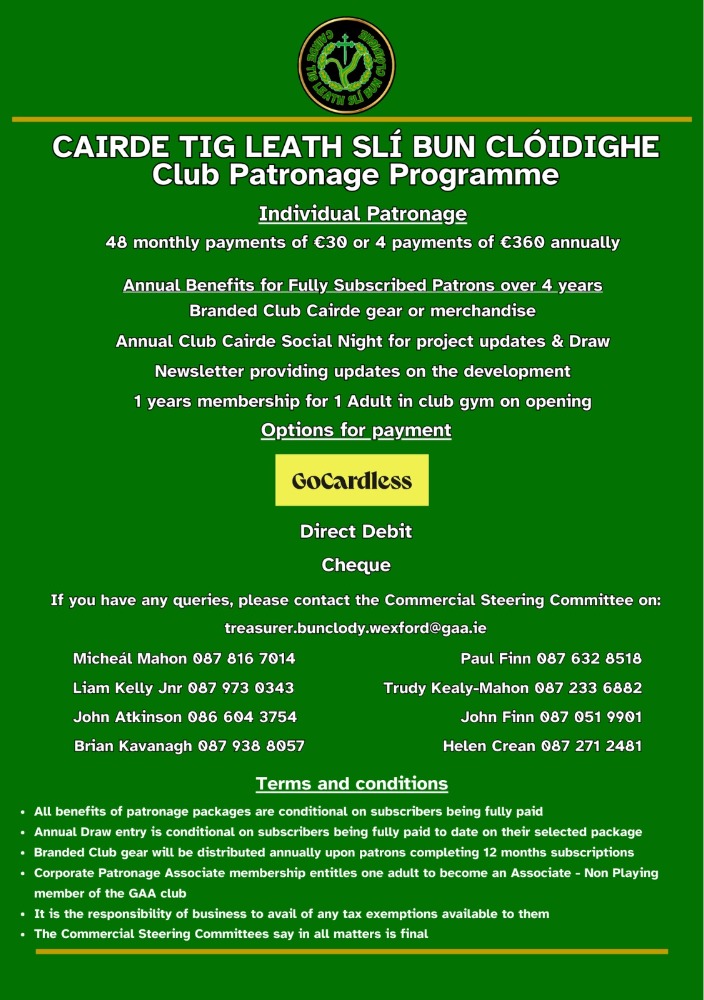 CAIRDE TIG LEATH SLÍ BUN CLÓIDIGHE
CAIRDE TIG LEATH SLÍ BUN CLÓIDIGHE
Club Patronage Programme
Individual Patronage
48 monthly payments of €30 or 4 payments of €360 annually
Annual Benefits for Fully Subscribed Patrons over 4 years
Branded Club Cairde gear or merchandise
Annual Club Cairde Social Night for project updates & Draw
Newsletter providing updates on the development
1 years membership for 1 Adult in club gym on opening
Options for payment
GoCardless
Direct Debit
Cheque
If you have any queries, please contact the Commercial Steering Committee on:
treasurer.bunclody.wexford@gaa.ie
Micheál Mahon 087 816 7014
Paul Finn 087 632 8518
Liam Kelly Jnr 087 973 0343
Trudy Kealy-Mahon 087 233 6882
John Atkinson 086 604 3754
John Finn 087 051 9901
Brian Kavanagh 087 938 8057
Helen Crean 087 271 2481
Terms and conditions
• All benefits of patronage packages are conditional on subscribers being fully paid
• Annual Draw entry is conditional on subscribers being fully paid to date on their selected package
• Branded Club gear will be distributed annually upon patrons completing 12 months subscriptions
• Corporate Patronage Associate membership entitles one adult to become an Associate - Non Playing
member of the GAA club
• It is the responsibility of business to avail of any tax exemptions available to them
• The Commercial Steering Committees say in all matters is final